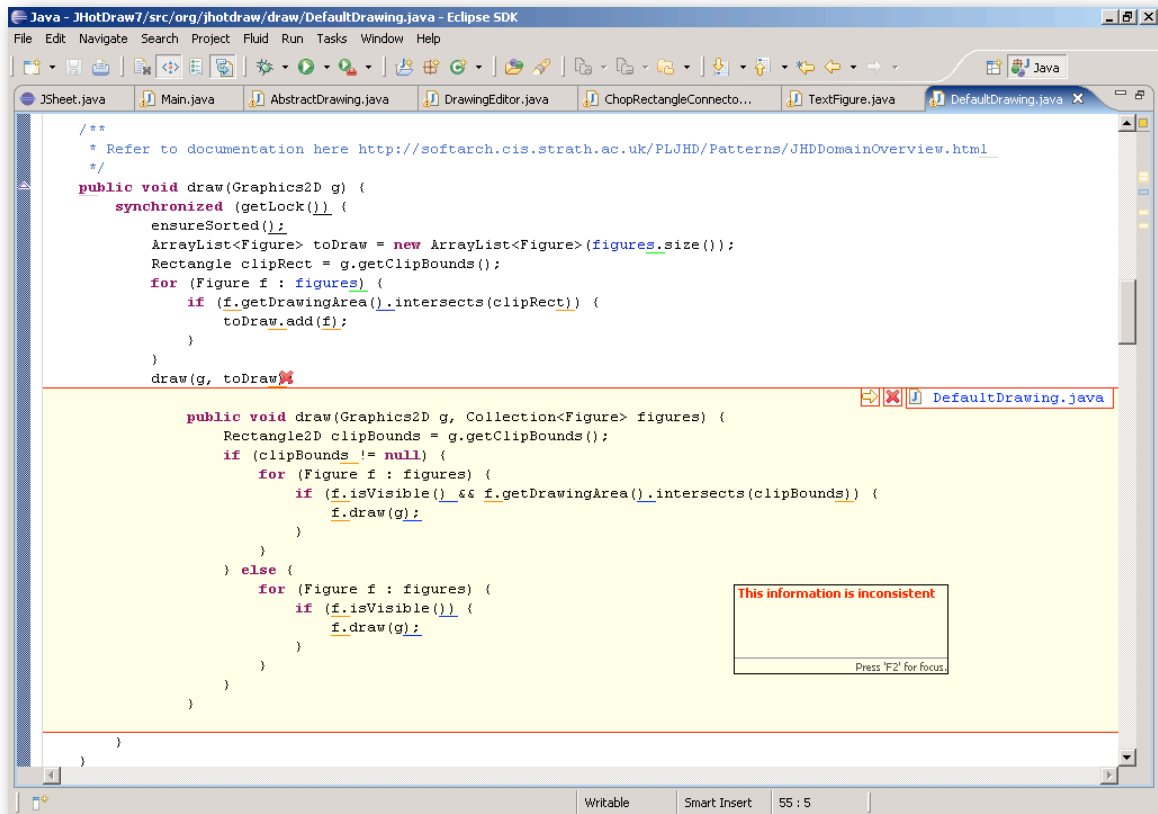 Java - JHotDraw7/src/org/jhotdraw/draw/DefaultDrawing.java - Eclipse SDK
File Edit Navigate Search Project Fluid Run Tasks Window Help
Java
JSheet.java Main.java AbstractDrawing.java DrawingEditor.java ChopRectangleConnecto... TextFigure.java DefaultDrawing.java
/**
* Refer to documentation here http://softarch.cis.strath.ac.uk/PLJHD/Patterns/JHDDomainOverview.html
*/
public void draw(Graphics2D g) {
synchronized (getLock()) {
ensureSorted();
ArrayList<Figure> toDraw = new ArrayList<Figure>(figures.size());
Rectangle clipRect = g.getClipBounds();
for (Figure f : figures) {
if (f.getDrawingArea().intersects(clipRect)) {
toDraw.add(f);
}
}
draw(g, toDraw)
DefaultDrawing.java
public void draw(Graphics2D g, Collection<Figure> figures) {
Rectangle2D clipBounds = g.getClipBounds();
if (clipBounds != null) {
for (Figure f : figures) {
if (f.isVisible() && f.getDrawingArea().intersects(clipBounds)) {
f.draw(g);
}
}
} else {
for (Figure f : figures) {
if (f.isVisible()) {
f.draw(g);
}
}
}
}
This information is inconsistent
Press 'F2' for focus.
}
}
Writable Smart Insert 55 : 5